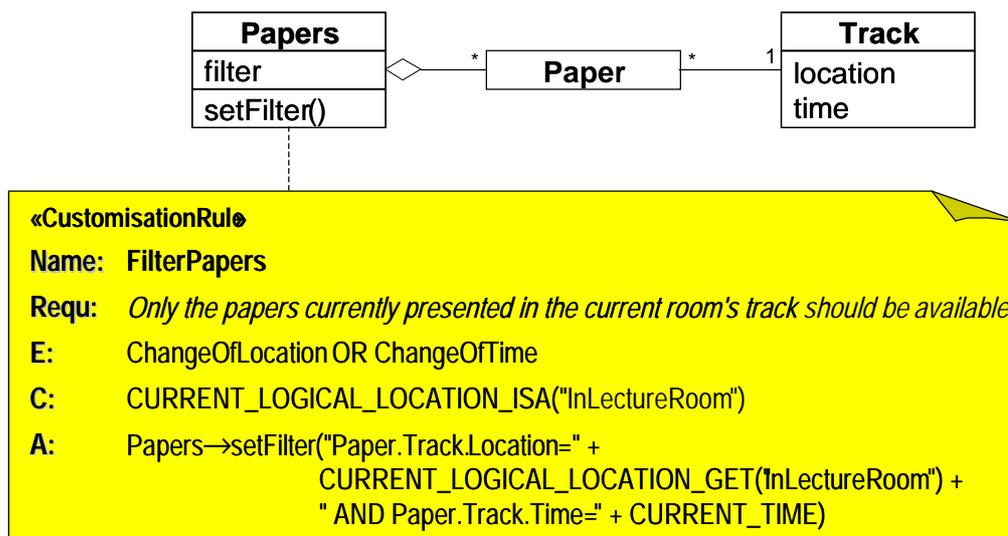 Papers
filter
setFilter()
*
Paper
*
1
Track
location
time
«CustomisationRule»
Name: FilterPapers
Requ: Only the papers currently presented in the current room's track should be available
E: ChangeOfLocation OR ChangeOfTime
C: CURRENT_LOGICAL_LOCATION_ISA("InLectureRoom")
A: Papers→setFilter("Paper.Track.Location=" +
CURRENT_LOGICAL_LOCATION_GET("InLectureRoom") +
" AND Paper.Track.Time=" + CURRENT_TIME)